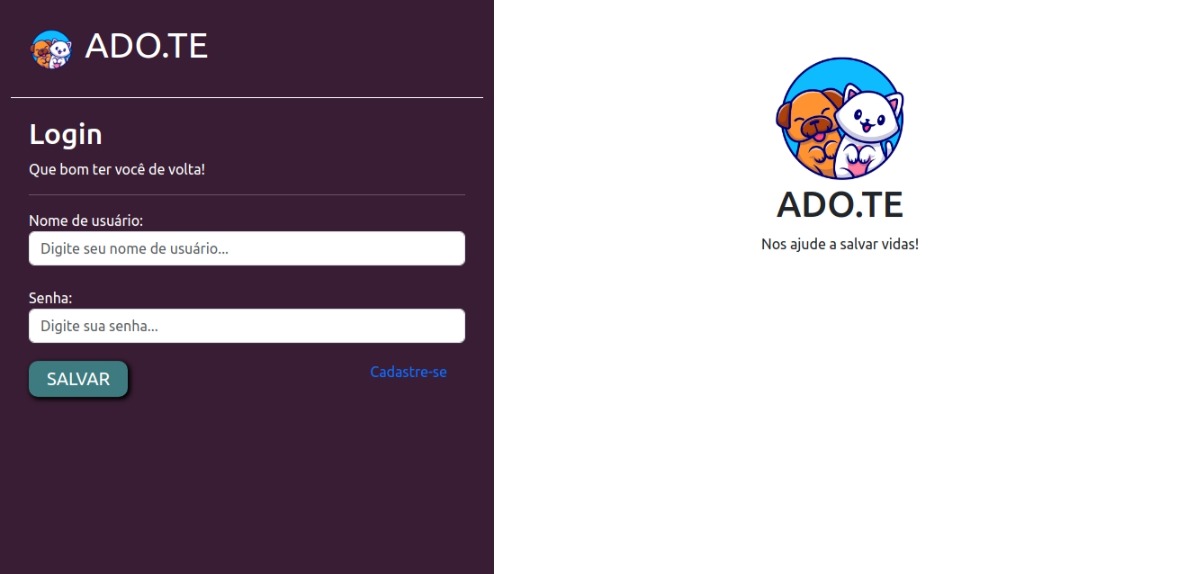 ADO.TE
Login
Que bom ter você de volta!
Nome de usuário:
Digite seu nome de usuário...
Senha:
Digite sua senha...
SALVAR
Cadastre-se
ADO.TE
Nos ajude a salvar vidas!